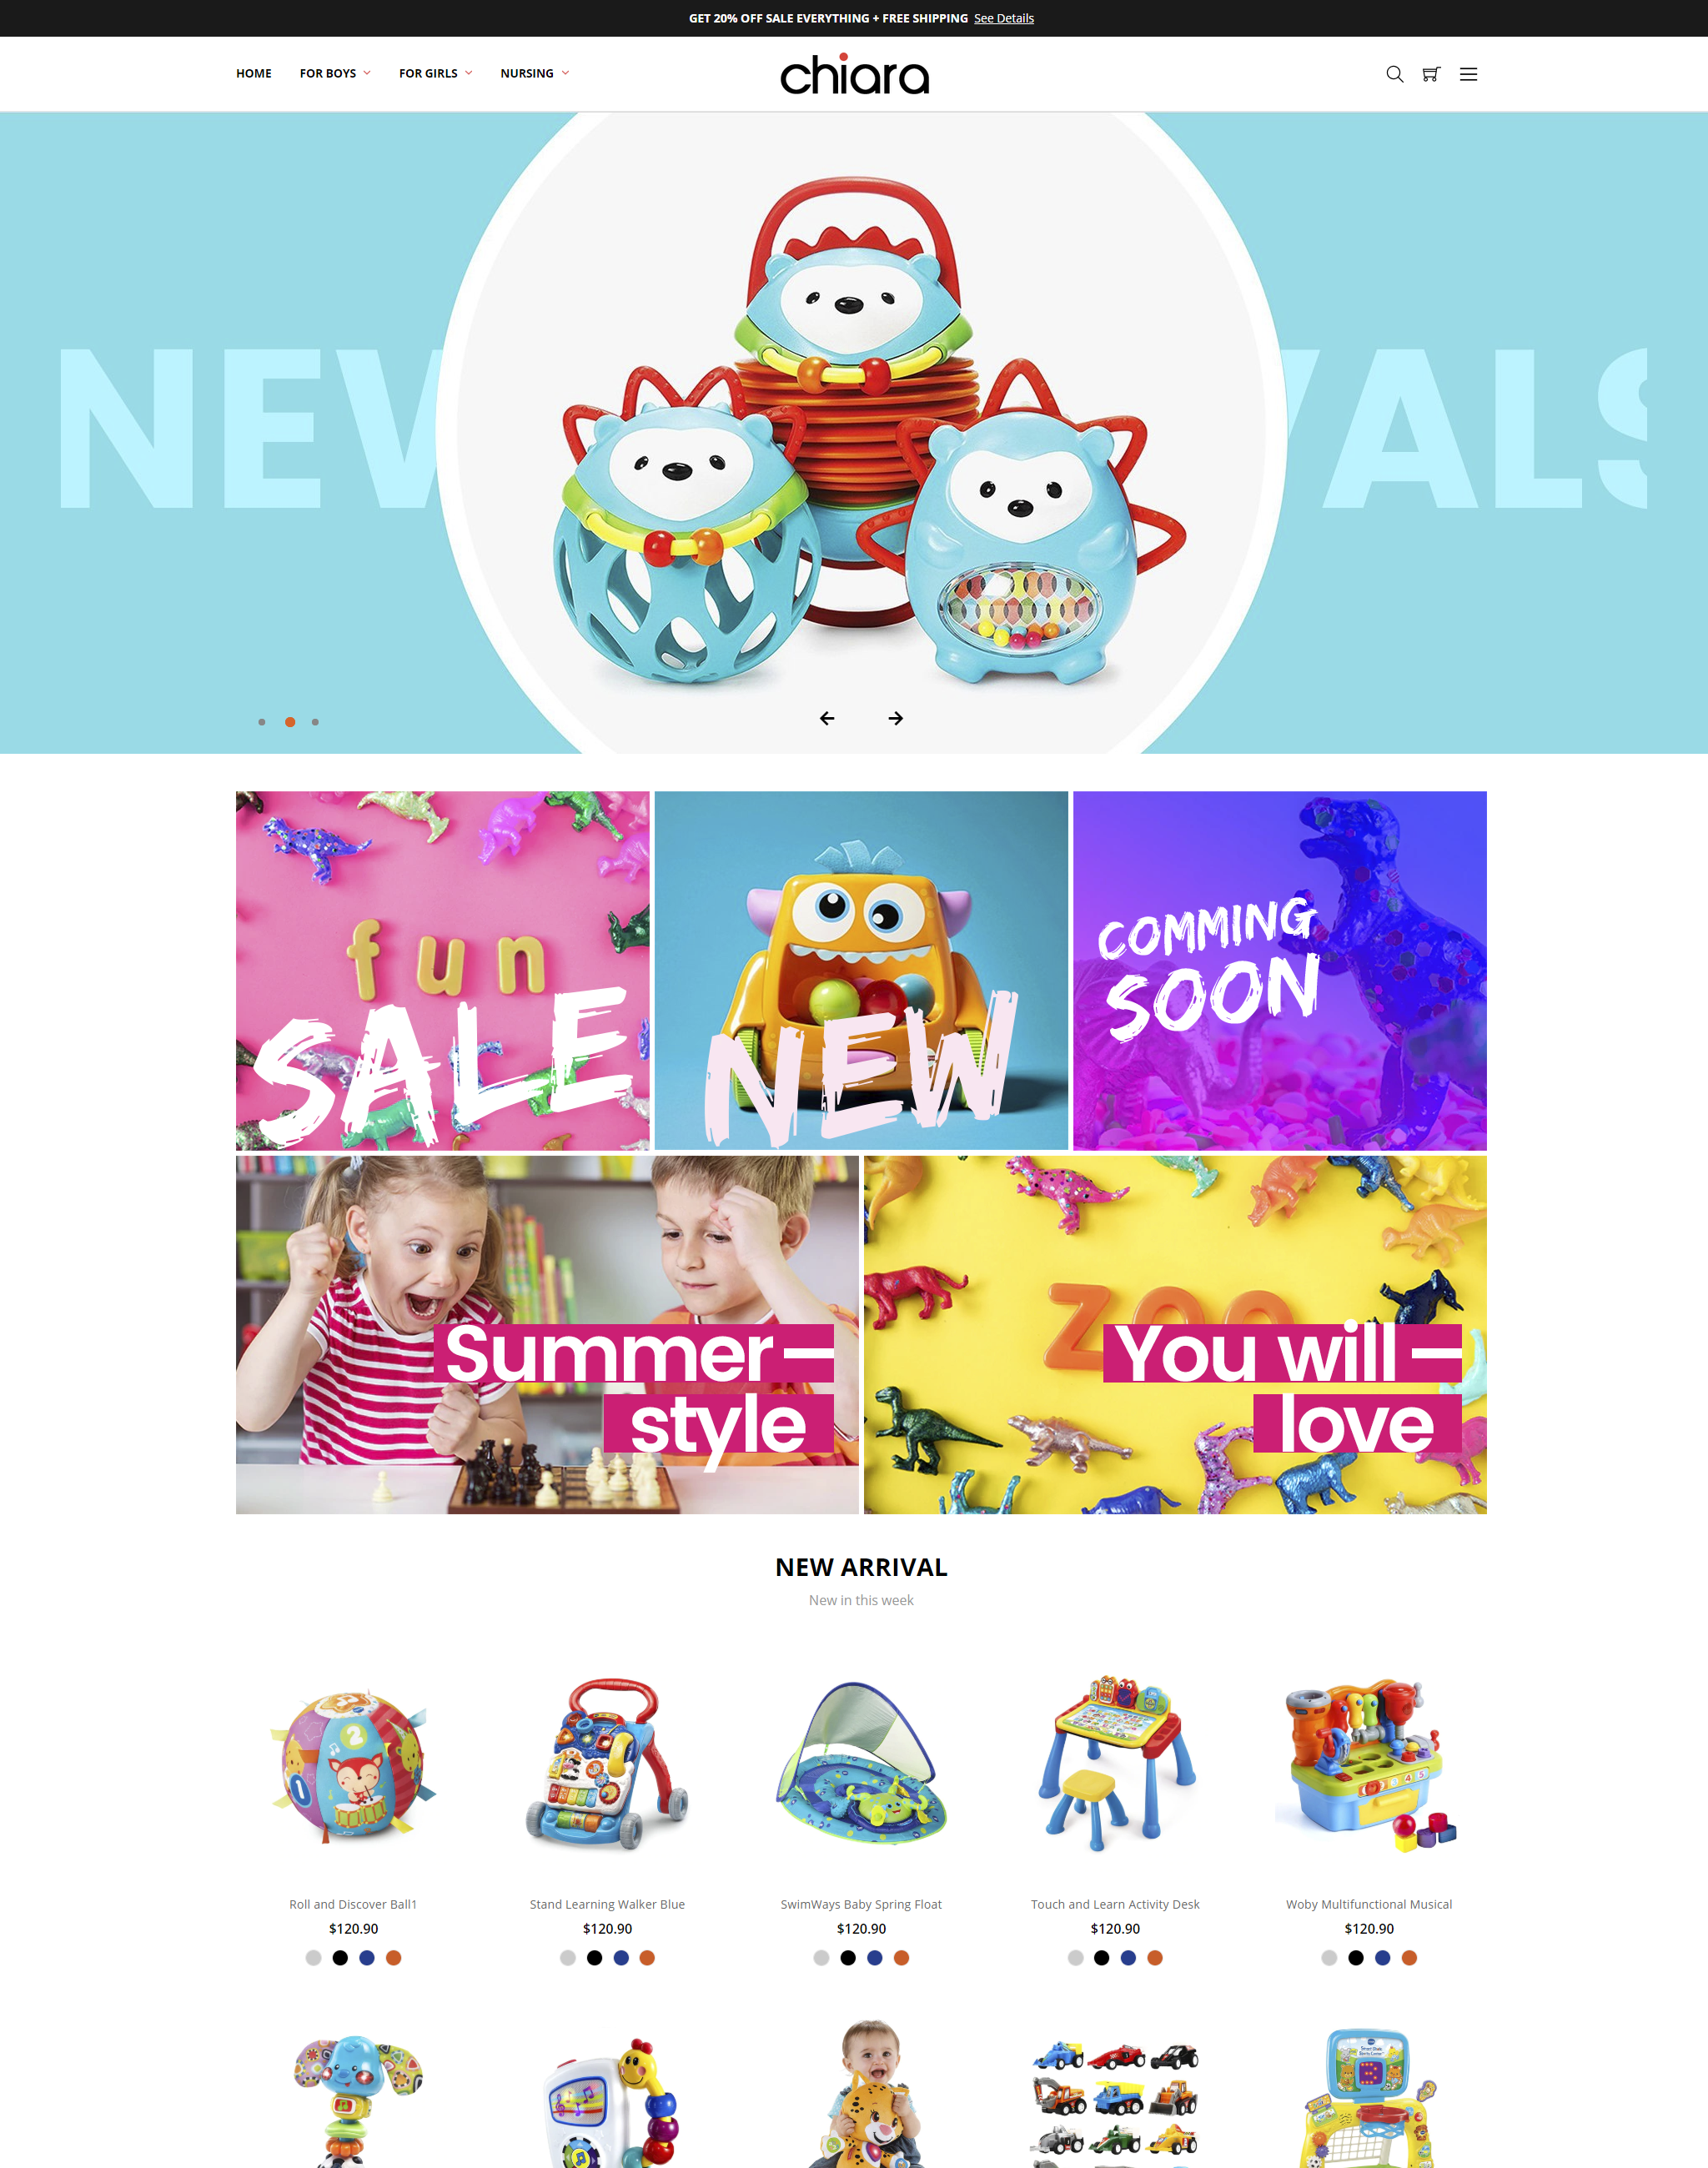 GET 20% OFF SALE EVERYTHING + FREE SHIPPING See Details
HOME FOR BOYS FOR GIRLS NURSING
chiara
NEW
VALS
fun
SALE
NEW
COMMING
SOON
Summer
style
zoo
You will
love
NEW ARRIVAL
New in this week
Roll and Discover Ball1
Stand Learning Walker Blue
SwimWays Baby Spring Float
Touch and Learn Activity Desk
Woby Multifunctional Musical
$120.90
$120.90
$120.90
$120.90
$120.90